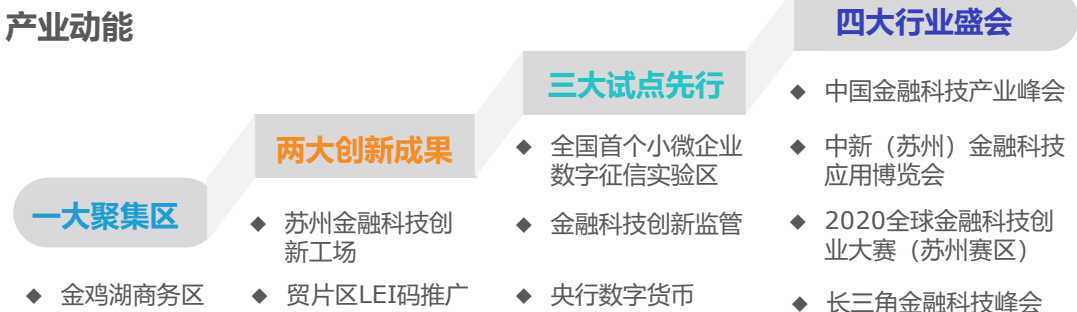 产业动能
一大聚集区
◆ 金鸡湖商务区
两大创新成果
◆ 苏州金融科技创
新工场
◆ 贸片区LEI码推广
三大试点先行
◆ 全国首个小微企业
数字征信实验区
◆ 金融科技创新监管
◆ 央行数字货币
四大行业盛会
◆ 中国金融科技产业峰会
◆ 中新（苏州）金融科技
应用博览会
◆ 2020全球金融科技创
业大赛（苏州赛区）
◆ 长三角金融科技峰会